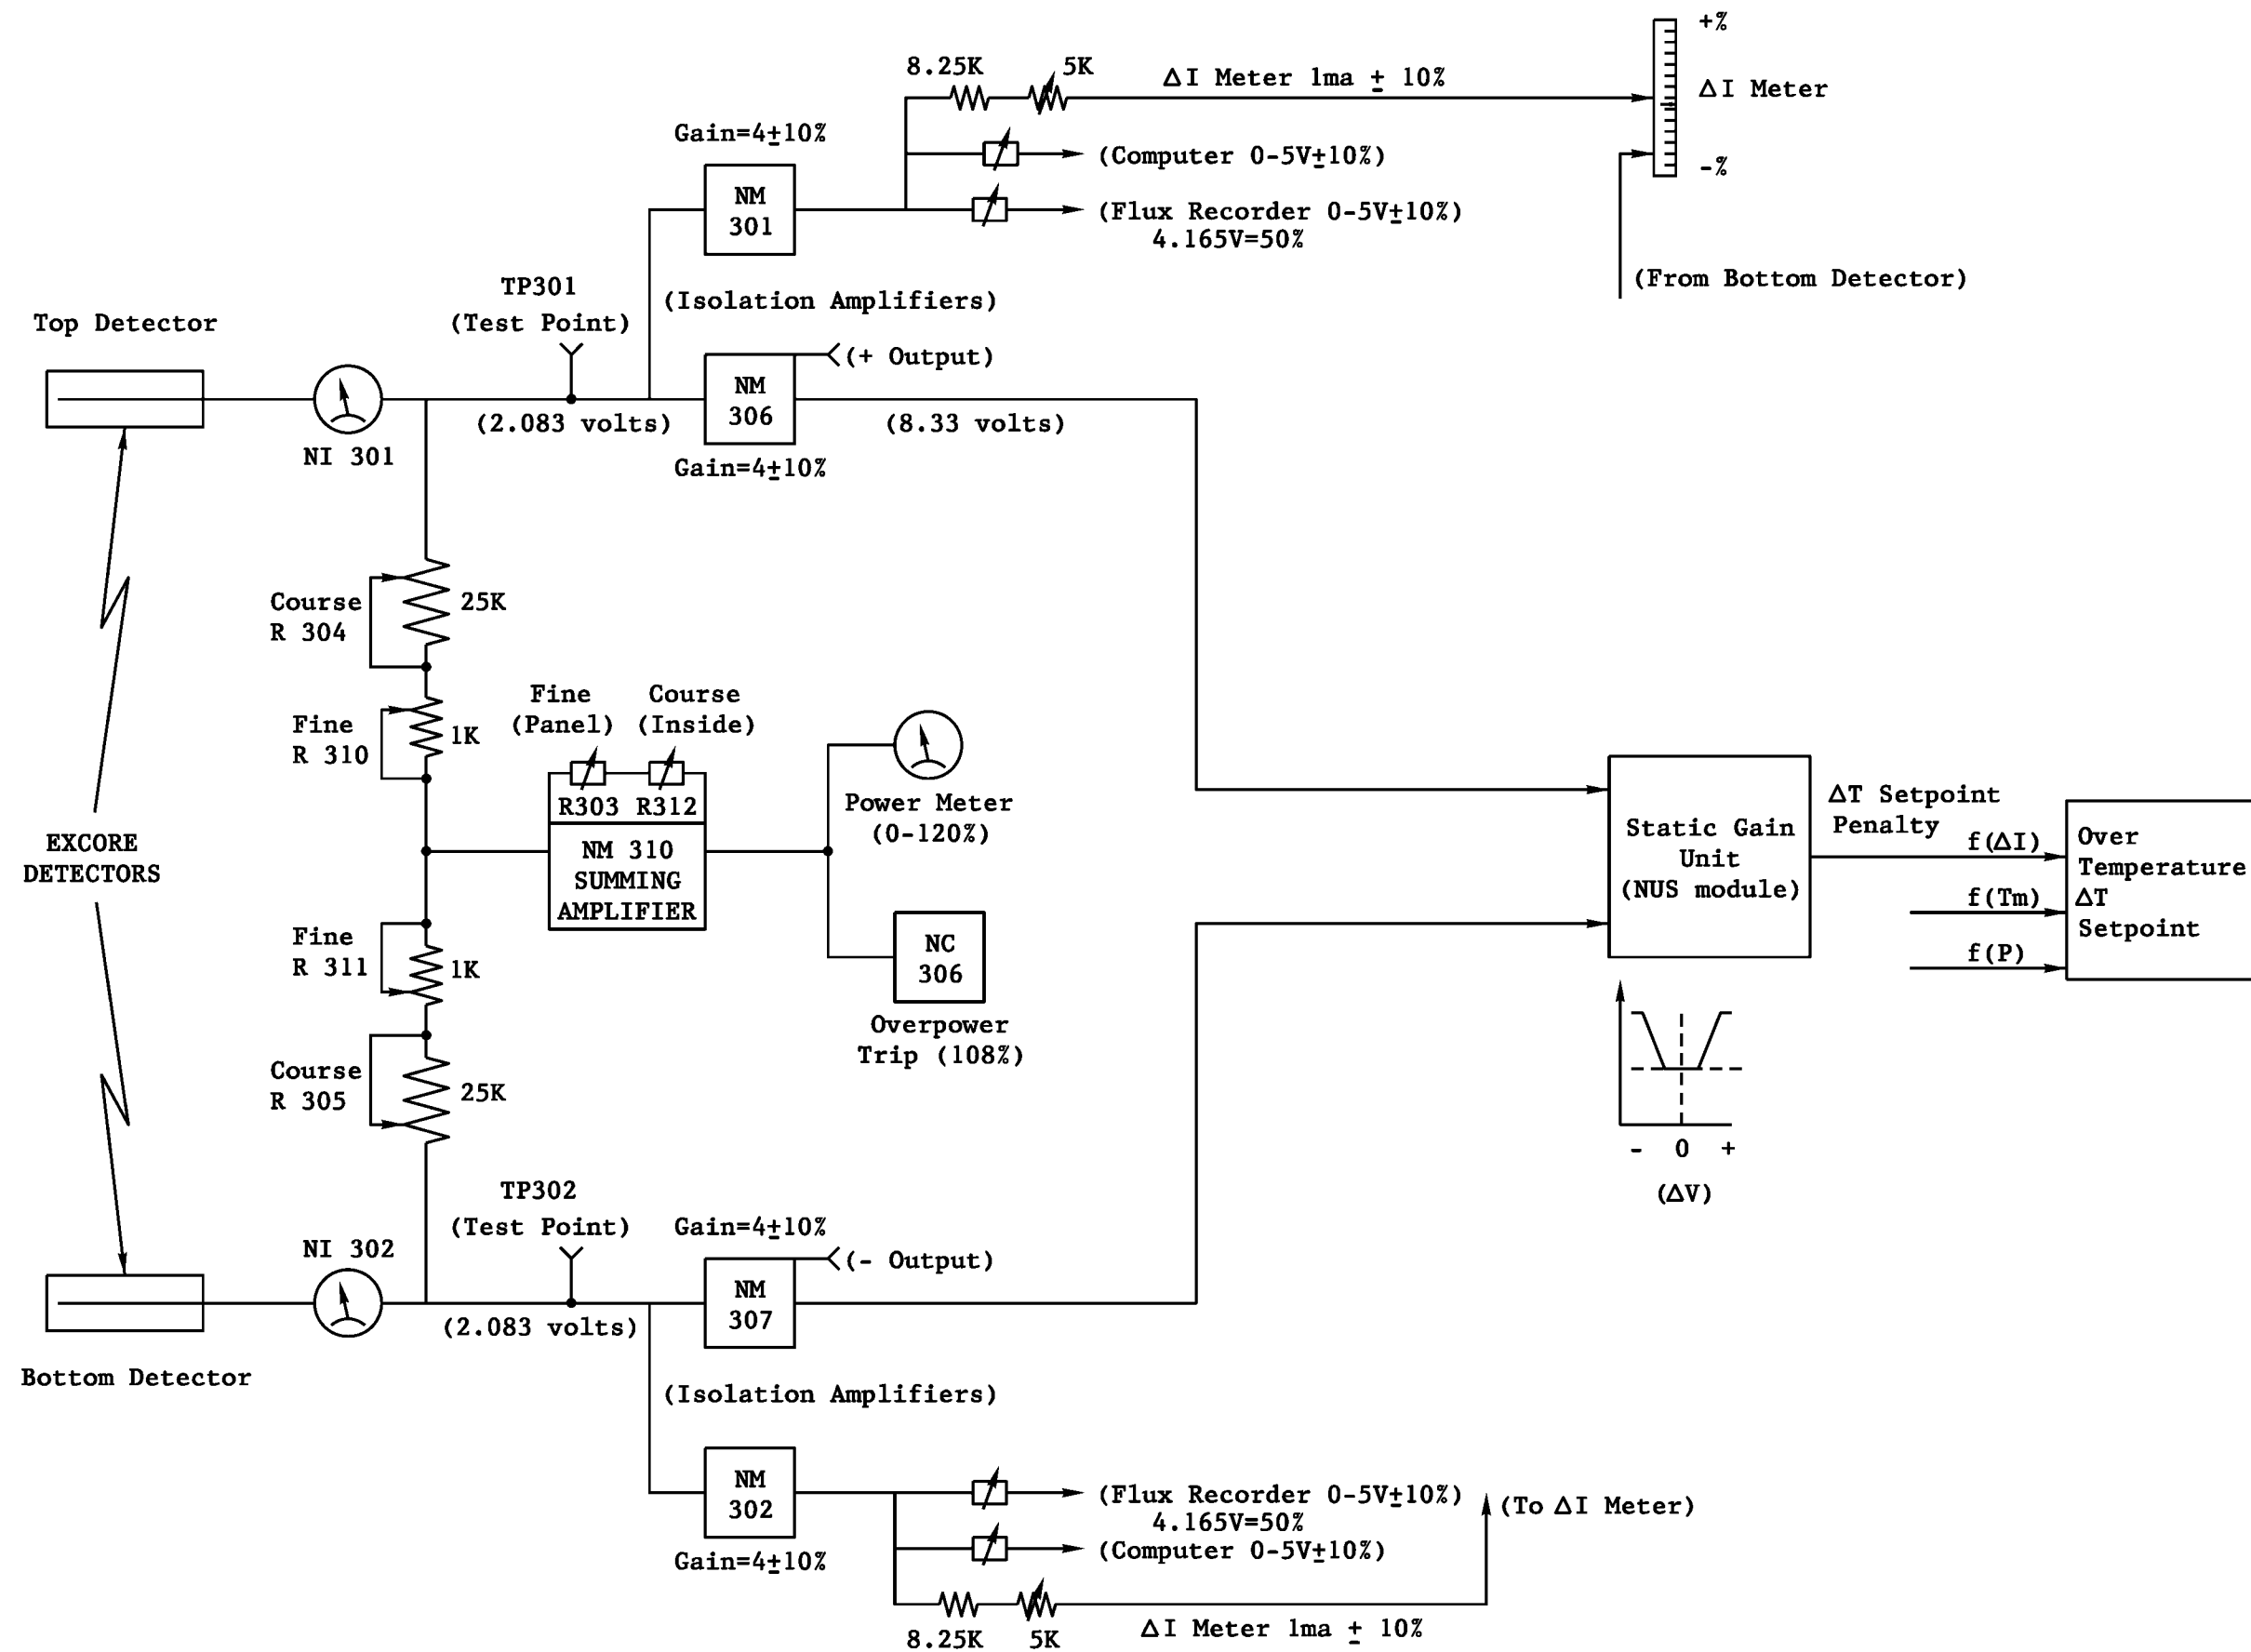 +%
8.25K
5K
ΔI Meter 1ma ± 10%
ΔI Meter
Gain=4±10%
(Computer 0-5V±10%)
-%
NM
301
(Flux Recorder 0-5V±10%)
4.165V=50%
(From Bottom Detector)
TP301
(Test Point)
(Isolation Amplifiers)
Top Detector
(+ Output)
NM
306
(2.083 volts)
(8.33 volts)
NI 301
Gain=4±10%
Course
R 304
25K
Fine
R 310
1K
Fine
(Panel)
Course
(Inside)
R303
R312
Power Meter
(0-120%)
EXCORE
DETECTORS
NM 310
SUMMING
AMPLIFIER
Static Gain
Unit
(NUS module)
ΔT Setpoint
Penalty
f(ΔI)
f(Tm)
f(P)
Over
Temperature
ΔT
Setpoint
Fine
R 311
1K
NC
306
Overpower
Trip (108%)
Course
R 305
25K
- 0 +
(ΔV)
TP302
(Test Point)
Gain=4±10%
NI 302
(- Output)
NM
307
(2.083 volts)
Bottom Detector
(Isolation Amplifiers)
NM
302
(Flux Recorder 0-5V±10%)
4.165V=50%
(To ΔI Meter)
(Computer 0-5V±10%)
Gain=4±10%
8.25K
5K
ΔI Meter 1ma ± 10%